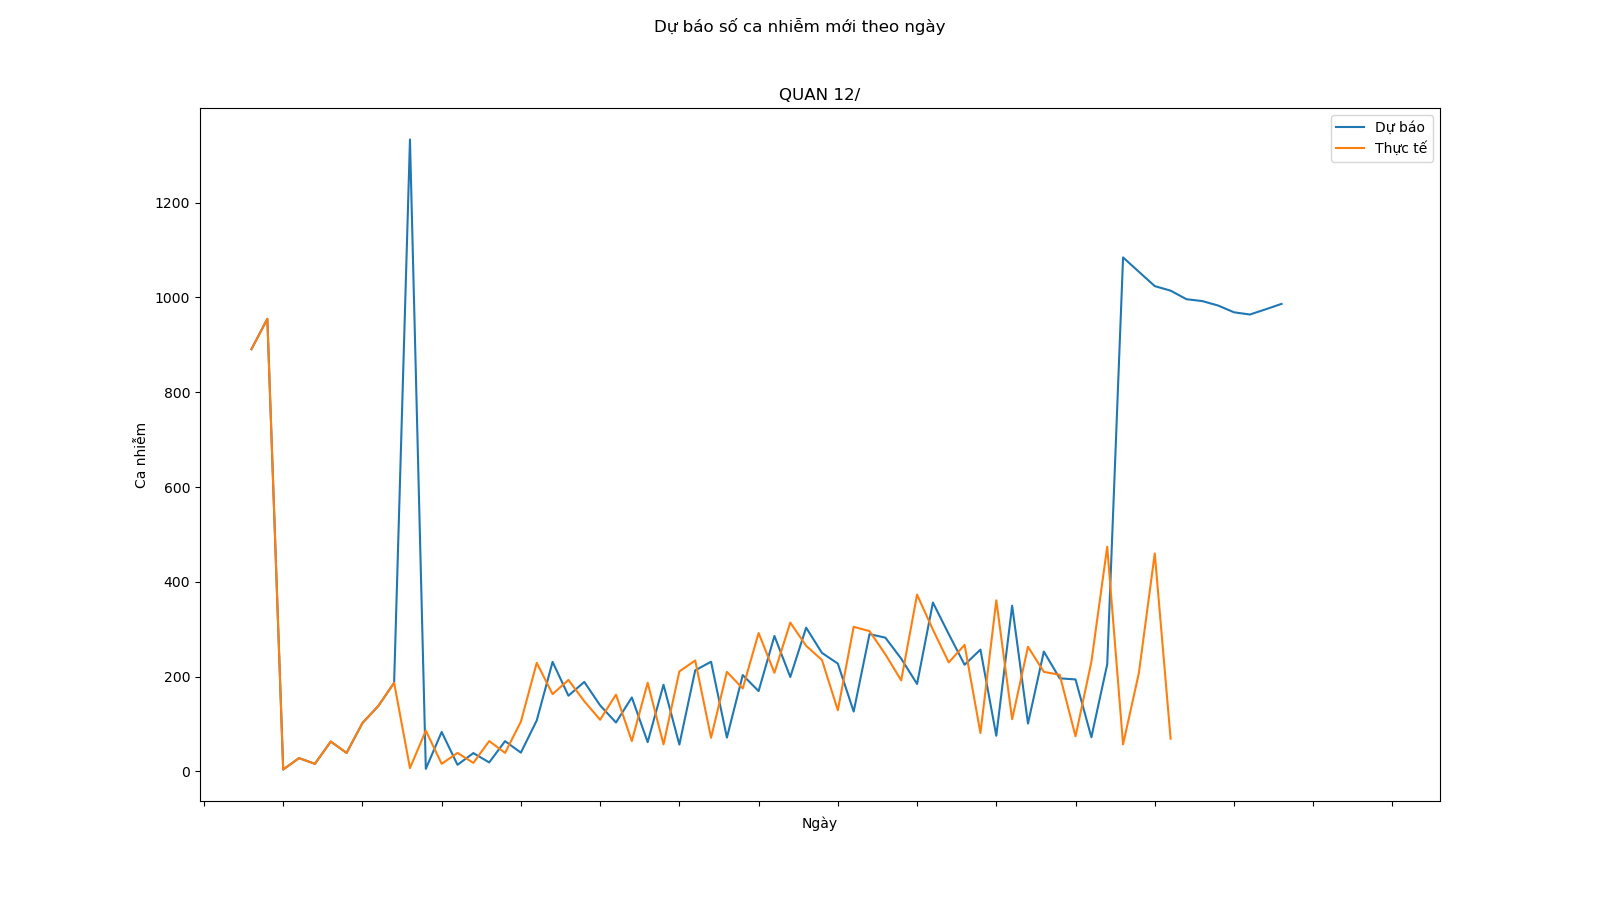 Dự báo số ca nhiễm mới theo ngày
QUAN 12/
Dự báo
Thực tế
1200
1000
800
600
400
200
0
Ca nhiễm
Ngày